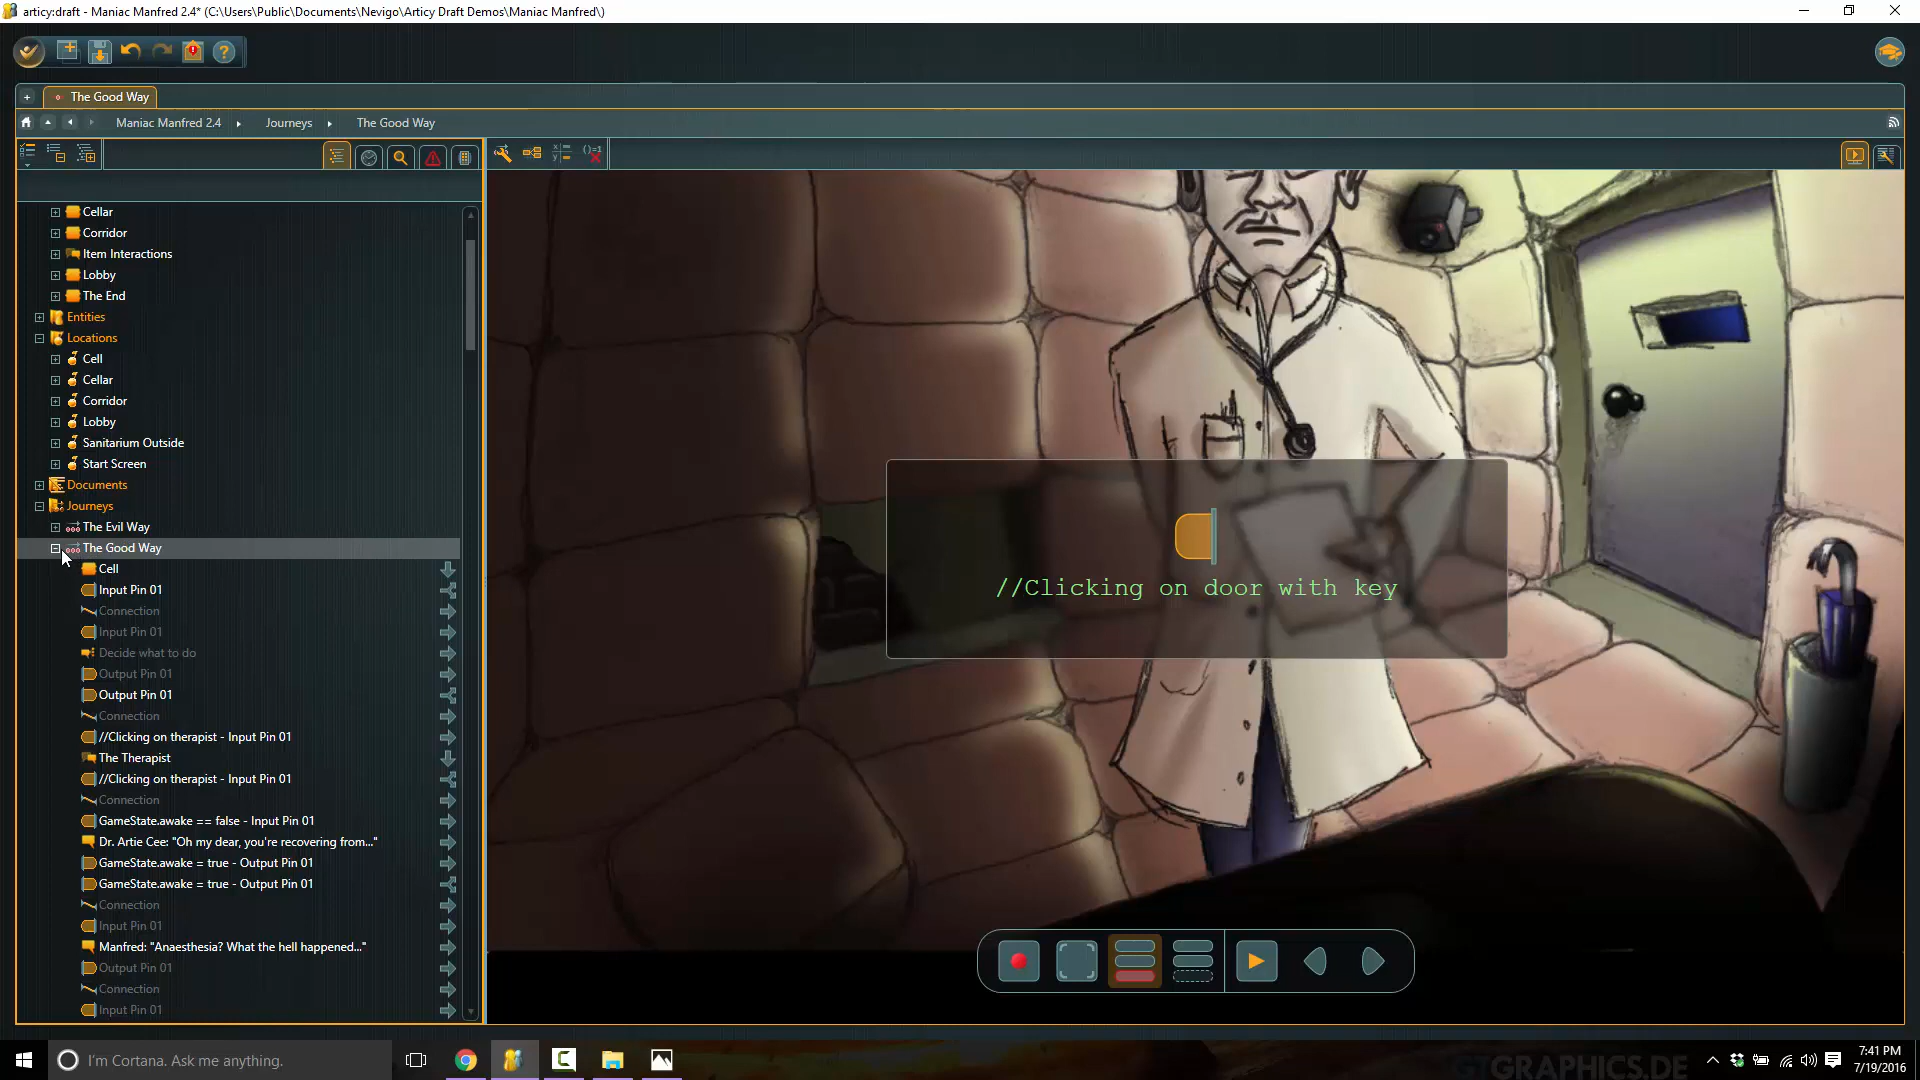 articy:draft - Maniac Manfred 2.4* (C:\Users\Public\Documents\Nevigo\Articy Draft Demos\Maniac Manfred\)
+ The Good Way
Maniac Manfred 2.4 Journeys The Good Way
Cellar
Corridor
Item Interactions
Lobby
The End
Entities
Locations
Cell
Cellar
Corridor
Lobby
Sanitarium Outside
Start Screen
Documents
Journeys
The Evil Way
The Good Way
Cell
Input Pin 01
Connection
Input Pin 01
Decide what to do
Output Pin 01
Output Pin 01
Connection
//Clicking on therapist - Input Pin 01
The Therapist
//Clicking on therapist - Input Pin 01
Connection
GameState.awake == false - Input Pin 01
Dr. Artie Cee: "Oh my dear, you're recovering from..."
GameState.awake = true - Output Pin 01
GameState.awake = true - Output Pin 01
Connection
Input Pin 01
Manfred: "Anaesthesia? What the hell happened..."
Output Pin 01
Connection
Input Pin 01
//Clicking on door with key
I'm Cortana. Ask me anything.
GTGRAPHICS.DE
7:41 PM
7/19/2016